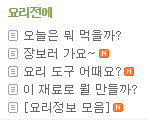 요리전에
오늘은 뭐 먹을까?
장보러 가요~ N
요리 도구 어때요? N
이 재료로 뭘 만들까?
[요리정보 모음] N